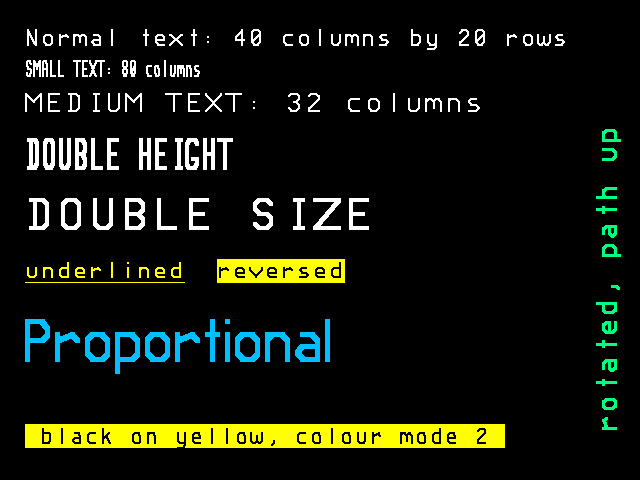 Normal text: 40 columns by 20 rows
SMALL TEXT: 80 columns
MEDIUM TEXT: 32 columns
DOUBLE HEIGHT
DOUBLE SIZE
underlined reversed
Proportional
rotated, path up
black on yellow, colour mode 2